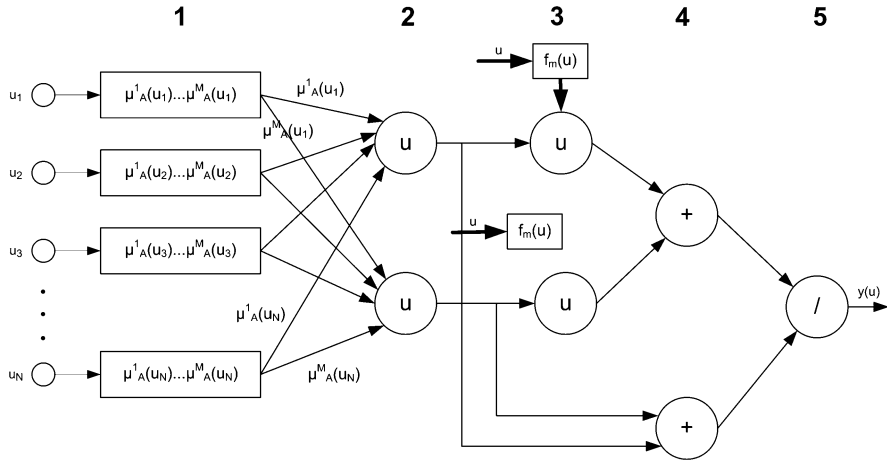 1 2 3 4 5
u
fm(u)
u1
μ1A(u1)...μMA(u1)
μ1A(u1)
μMA(u1)
u
u
u2
μ1A(u2)...μMA(u2)
+
u
fm(u)
u3
μ1A(u3)...μMA(u3)
y(u)
u
u
/
μ1A(uN)
uN
μ1A(uN)...μMA(uN)
μMA(uN)
+